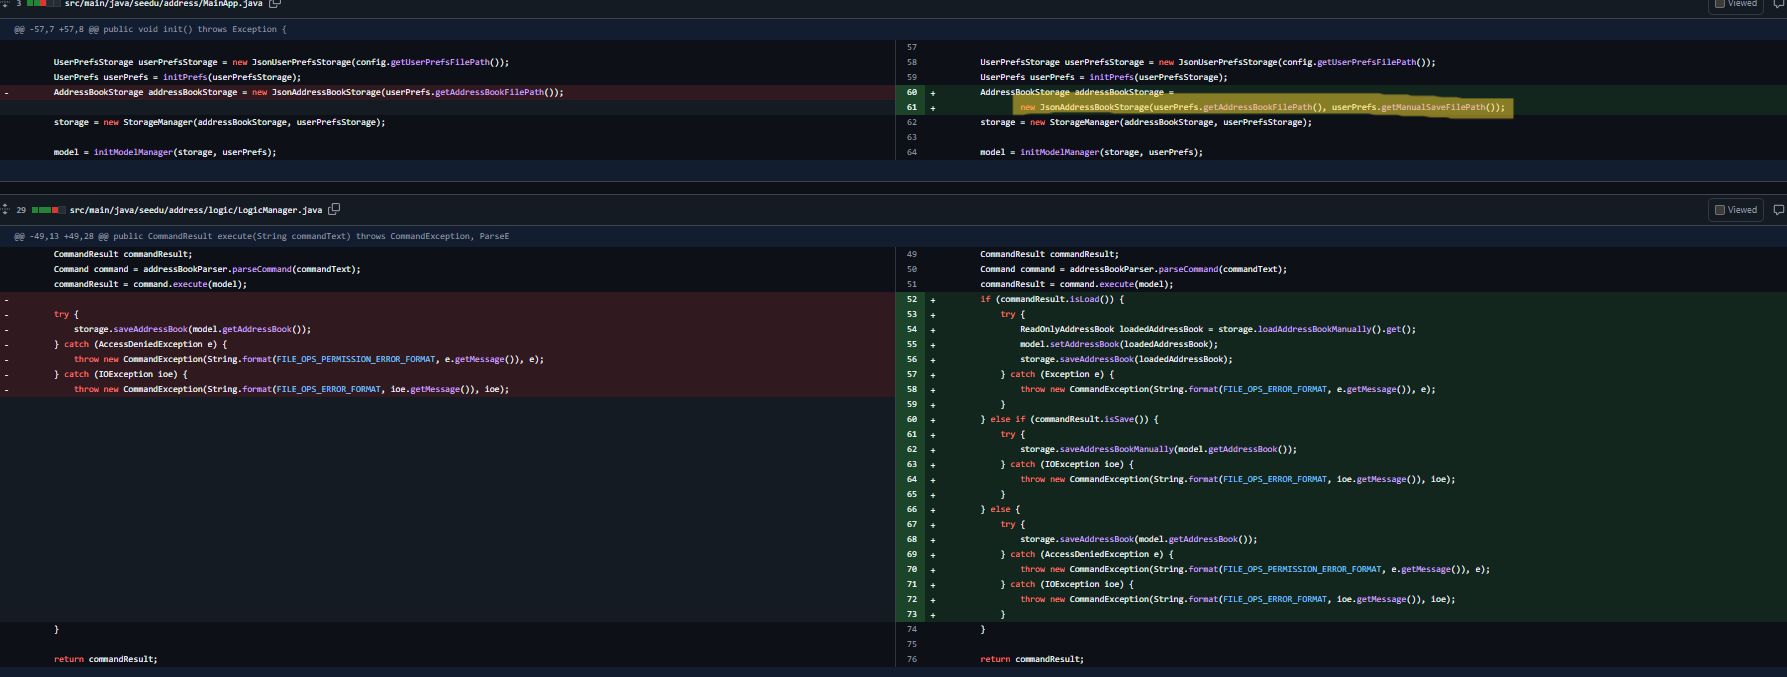 3 src/main/java/seedu/address/MainApp.java Viewed
@@ -57,7 +57,8 @@ public void init() throws Exception {
57
UserPrefsStorage userPrefsStorage = new JsonUserPrefsStorage(config.getUserPrefsFilePath()); 58 UserPrefsStorage userPrefsStorage = new JsonUserPrefsStorage(config.getUserPrefsFilePath());
UserPrefs userPrefs = initPrefs(userPrefsStorage); 59 UserPrefs userPrefs = initPrefs(userPrefsStorage);
- AddressBookStorage addressBookStorage = new JsonAddressBookStorage(userPrefs.getAddressBookFilePath()); 60 + AddressBookStorage addressBookStorage =
61 + new JsonAddressBookStorage(userPrefs.getAddressBookFilePath(), userPrefs.getManualSaveFilePath());
storage = new StorageManager(addressBookStorage, userPrefsStorage); 62 storage = new StorageManager(addressBookStorage, userPrefsStorage);
63
model = initModelManager(storage, userPrefs); 64 model = initModelManager(storage, userPrefs);
29 src/main/java/seedu/address/logic/LogicManager.java Viewed
@@ -49,13 +49,28 @@ public CommandResult execute(String commandText) throws CommandException, ParseE
CommandResult commandResult; 49 CommandResult commandResult;
Command command = addressBookParser.parseCommand(commandText); 50 Command command = addressBookParser.parseCommand(commandText);
commandResult = command.execute(model); 51 commandResult = command.execute(model);
- 52 + if (commandResult.isLoad()) {
- try { 53 + try {
- storage.saveAddressBook(model.getAddressBook()); 54 + ReadOnlyAddressBook loadedAddressBook = storage.loadAddressBookManually().get();
- } catch (AccessDeniedException e) { 55 + model.setAddressBook(loadedAddressBook);
- throw new CommandException(String.format(FILE_OPS_PERMISSION_ERROR_FORMAT, e.getMessage()), e); 56 + storage.saveAddressBook(loadedAddressBook);
- } catch (IOException ioe) { 57 + } catch (Exception e) {
- throw new CommandException(String.format(FILE_OPS_ERROR_FORMAT, ioe.getMessage()), ioe); 58 + throw new CommandException(String.format(FILE_OPS_ERROR_FORMAT, e.getMessage()), e);
59 + }
60 + } else if (commandResult.isSave()) {
61 + try {
62 + storage.saveAddressBookManually(model.getAddressBook());
63 + } catch (IOException ioe) {
64 + throw new CommandException(String.format(FILE_OPS_ERROR_FORMAT, ioe.getMessage()), ioe);
65 + }
66 + } else {
67 + try {
68 + storage.saveAddressBook(model.getAddressBook());
69 + } catch (AccessDeniedException e) {
70 + throw new CommandException(String.format(FILE_OPS_PERMISSION_ERROR_FORMAT, e.getMessage()), e);
71 + } catch (IOException ioe) {
72 + throw new CommandException(String.format(FILE_OPS_ERROR_FORMAT, ioe.getMessage()), ioe);
73 + }
} 74 }
75
return commandResult; 76 return commandResult;